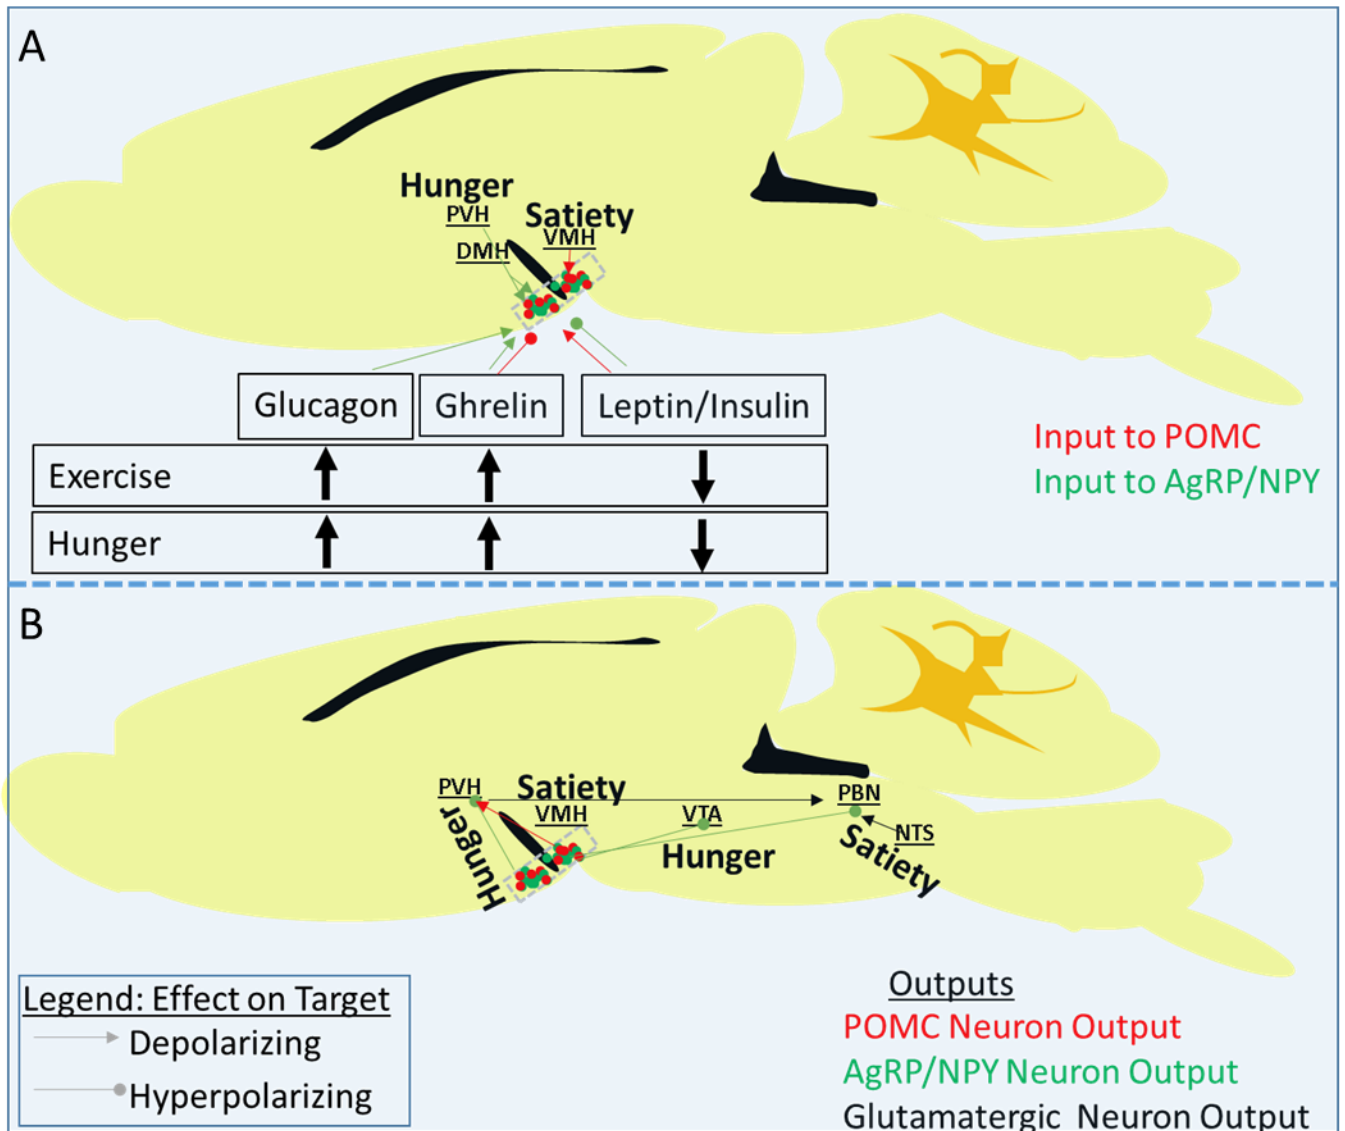 A
Hunger
PVH
Satiety
VMH
DMH
Glucagon
Ghrelin
Leptin/Insulin
Exercise
Hunger
Input to POMC
Input to AgRP/NPY
B
PVH
Satiety
VMH
Hunger
VTA
Hunger
PBN
NTS
Satiety
Legend: Effect on Target
Depolarizing
Hyperpolarizing
Outputs
POMC Neuron Output
AgRP/NPY Neuron Output
Glutamatergic Neuron Output